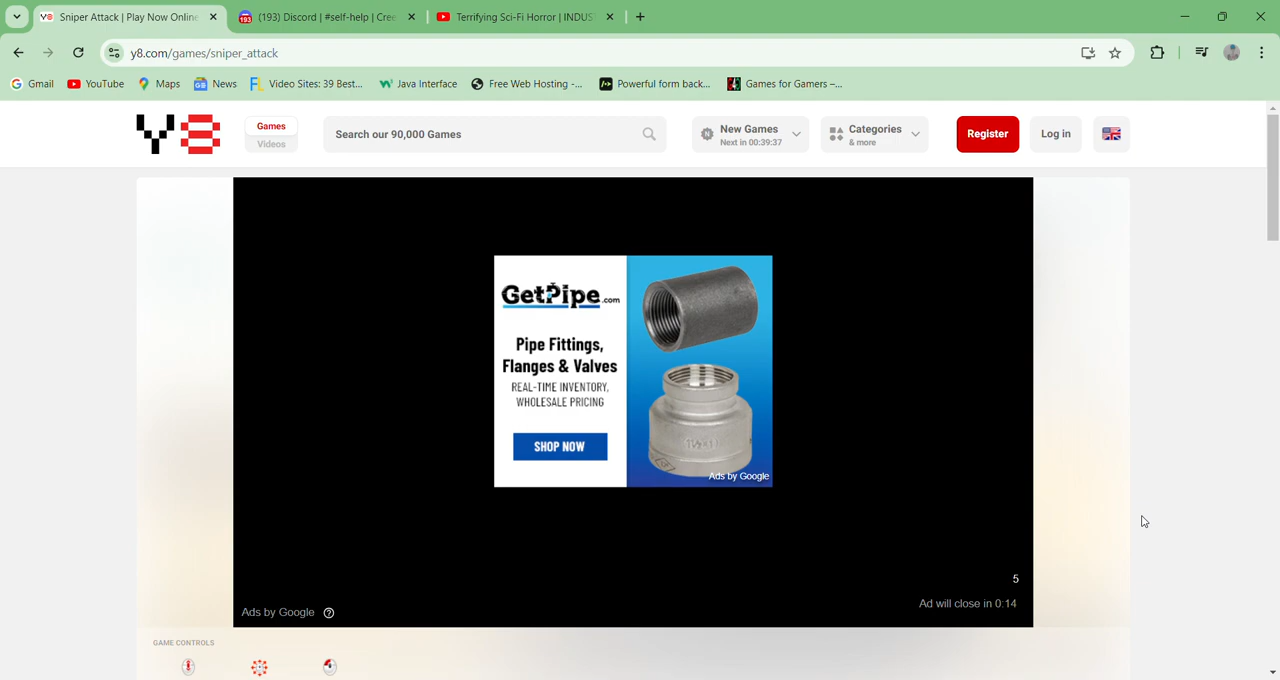 Sniper Attack | Play Now Online
(193) Discord | #self-help | Cree
Terrifying Sci-Fi Horror | INDUS
y8.com/games/sniper_attack
Gmail
YouTube
Maps
News
Video Sites: 39 Best...
Java Interface
Free Web Hosting -...
Powerful form back...
Games for Gamers –...
Y8
Games
Videos
Search our 90,000 Games
New Games
Next in 00:39:37
Categories
& more
Register
Log in
GetPipe.com
Pipe Fittings,
Flanges & Valves
REAL-TIME INVENTORY,
WHOLESALE PRICING
SHOP NOW
Ads by Google
5
Ad will close in 0:14
Ads by Google
GAME CONTROLS